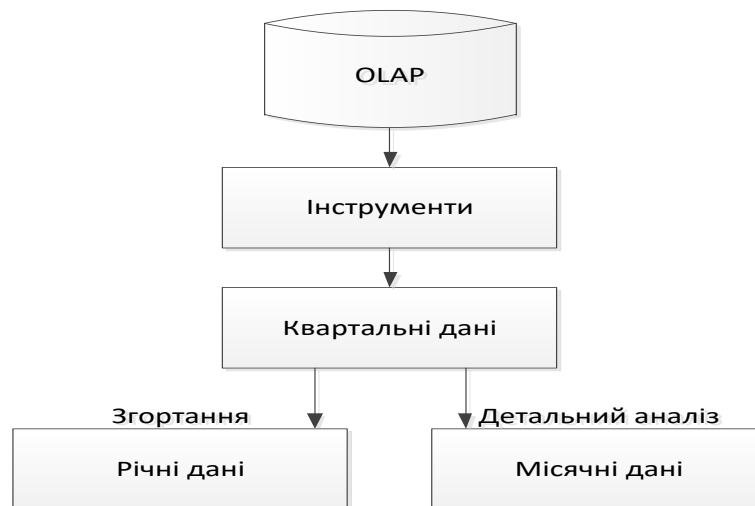 OLAP
Інструменти
Квартальні дані
Згортання
Детальний аналіз
Річні дані
Місячні дані